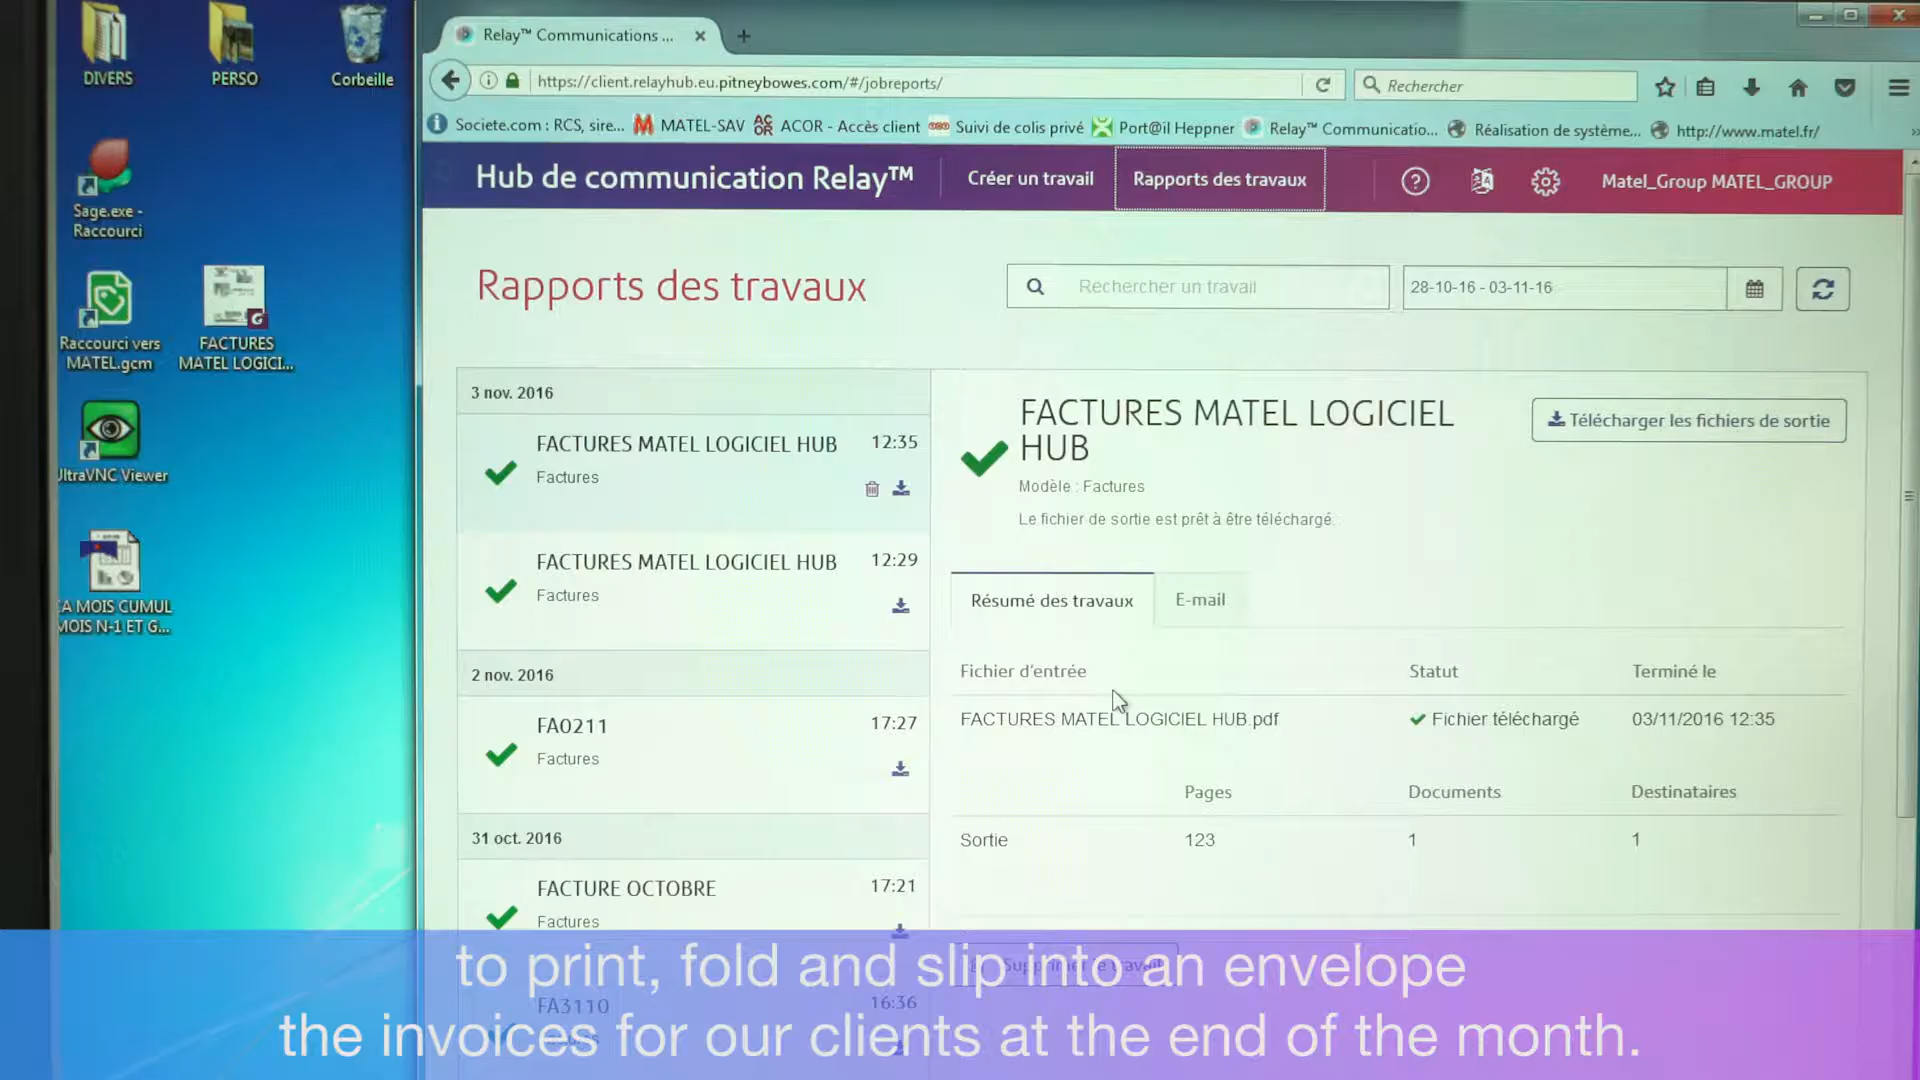 DIVERS
PERSO
Corbeille
Sage.exe -
Raccourci
Raccourci vers
MATEL.gcm
FACTURES
MATEL LOGICI...
UltraVNC Viewer
CA MOIS CUMUL
MOIS N-1 ET G...
Relay™ Communications ...
https://client.relayhub.eu.pitneybowes.com/#/jobreports/
Rechercher
Societe.com : RCS, sire...
MATEL-SAV
ACOR - Accès client
Suivi de colis privé
Port@il Heppner
Relay™ Communicatio...
Réalisation de système...
http://www.matel.fr/
Hub de communication Relay™
Créer un travail
Rapports des travaux
Matel_Group MATEL_GROUP
Rapports des travaux
Rechercher un travail
28-10-16 - 03-11-16
3 nov. 2016
FACTURES MATEL LOGICIEL HUB 12:35
Factures
FACTURES MATEL LOGICIEL HUB 12:29
Factures
2 nov. 2016
FA0211 17:27
Factures
31 oct. 2016
FACTURE OCTOBRE 17:21
Factures
FA3110 16:36
FACTURES MATEL LOGICIEL
HUB
Modèle : Factures
Le fichier de sortie est prêt à être téléchargé.
Télécharger les fichiers de sortie
Résumé des travaux
E-mail
Fichier d'entrée Statut Terminé le
FACTURES MATEL LOGICIEL HUB.pdf Fichier téléchargé 03/11/2016 12:35
Pages Documents Destinataires
Sortie 123 1 1
Supprimer le travail
to print, fold and slip into an envelope
the invoices for our clients at the end of the month.